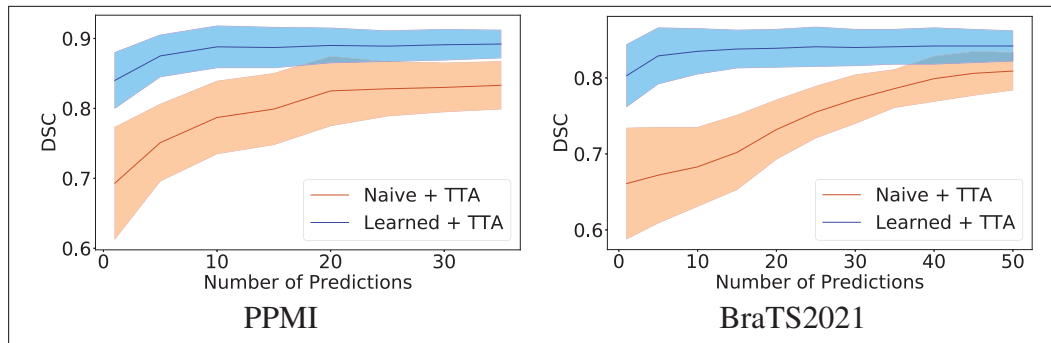 0.9
0.8
0.7
0.6
DSC
Naive + TTA
Learned + TTA
0 10 20 30
Number of Predictions
PPMI
0.8
0.7
0.6
DSC
Naive + TTA
Learned + TTA
0 10 20 30 40 50
Number of Predictions
BraTS2021